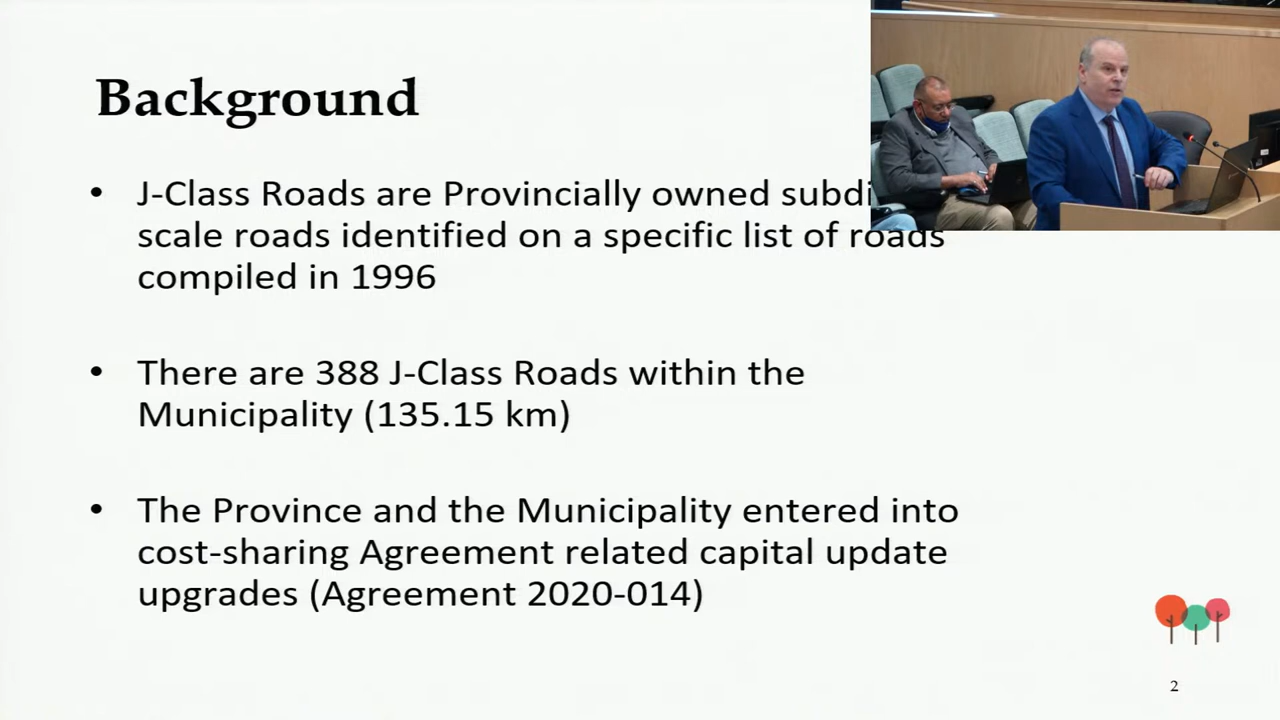 Background
• J-Class Roads are Provincially owned
scale roads identified on a specific list of roads
compiled in 1996
• There are 388 J-Class Roads within the
Municipality (135.15 km)
• The Province and the Municipality entered into
cost-sharing Agreement related capital update
upgrades (Agreement 2020-014)
2